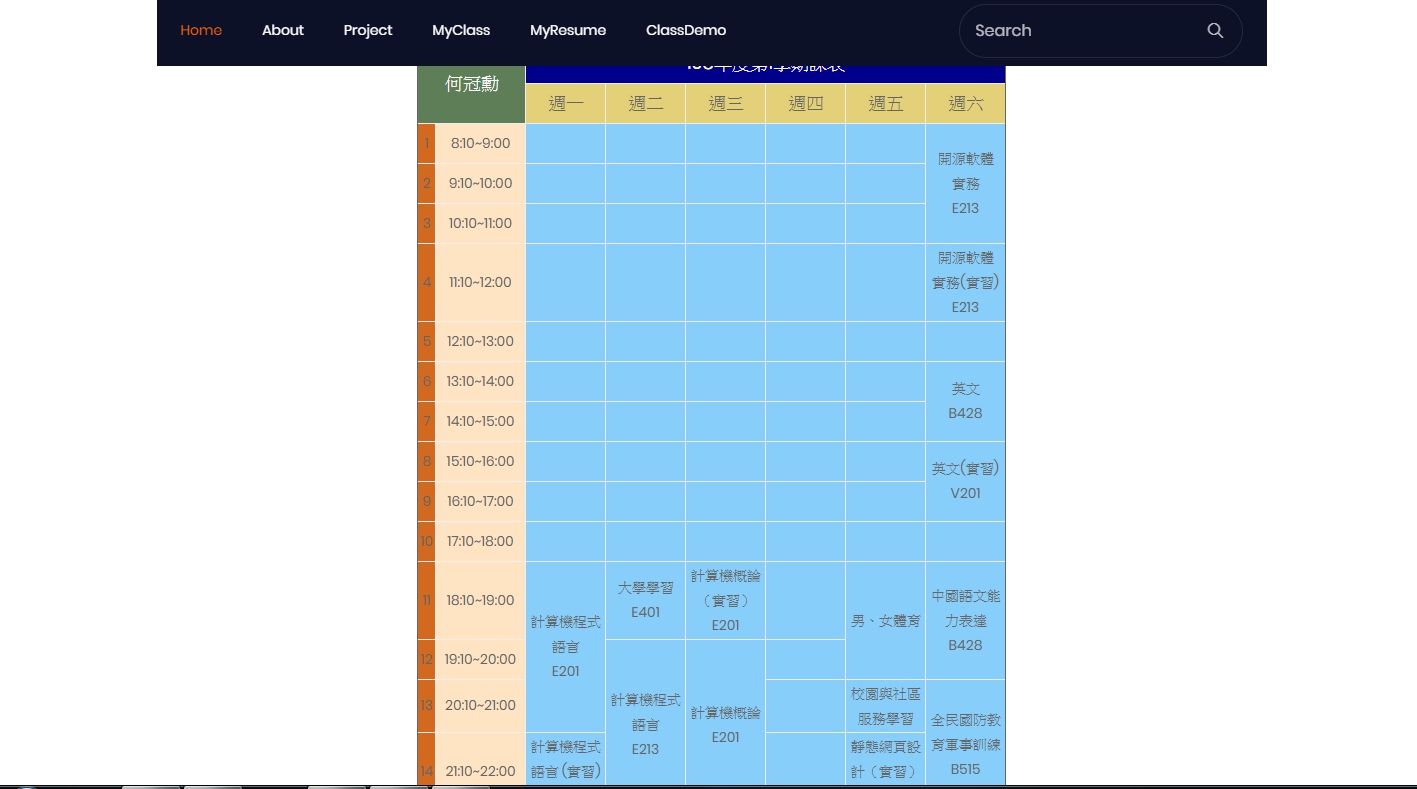 Home About Project MyClass MyResume ClassDemo Search
何冠勳
週一 週二 週三 週四 週五 週六
1 8:10~9:00
2 9:10~10:00
3 10:10~11:00
開源軟體
實務
E213
4 11:10~12:00
開源軟體
實務(實習)
E213
5 12:10~13:00
6 13:10~14:00
7 14:10~15:00
英文
B428
8 15:10~16:00
9 16:10~17:00
英文(實習)
V201
10 17:10~18:00
11 18:10~19:00
計算機程式
語言
E201
大學學習
E401
計算機概論
（實習）
E201
男、女體育
中國語文能
力表達
B428
12 19:10~20:00
計算機程式
語言
E213
計算機概論
E201
13 20:10~21:00
校園與社區
服務學習
全民國防教
育軍事訓練
B515
14 21:10~22:00
計算機程式
語言(實習)
靜態網頁設
計（實習）